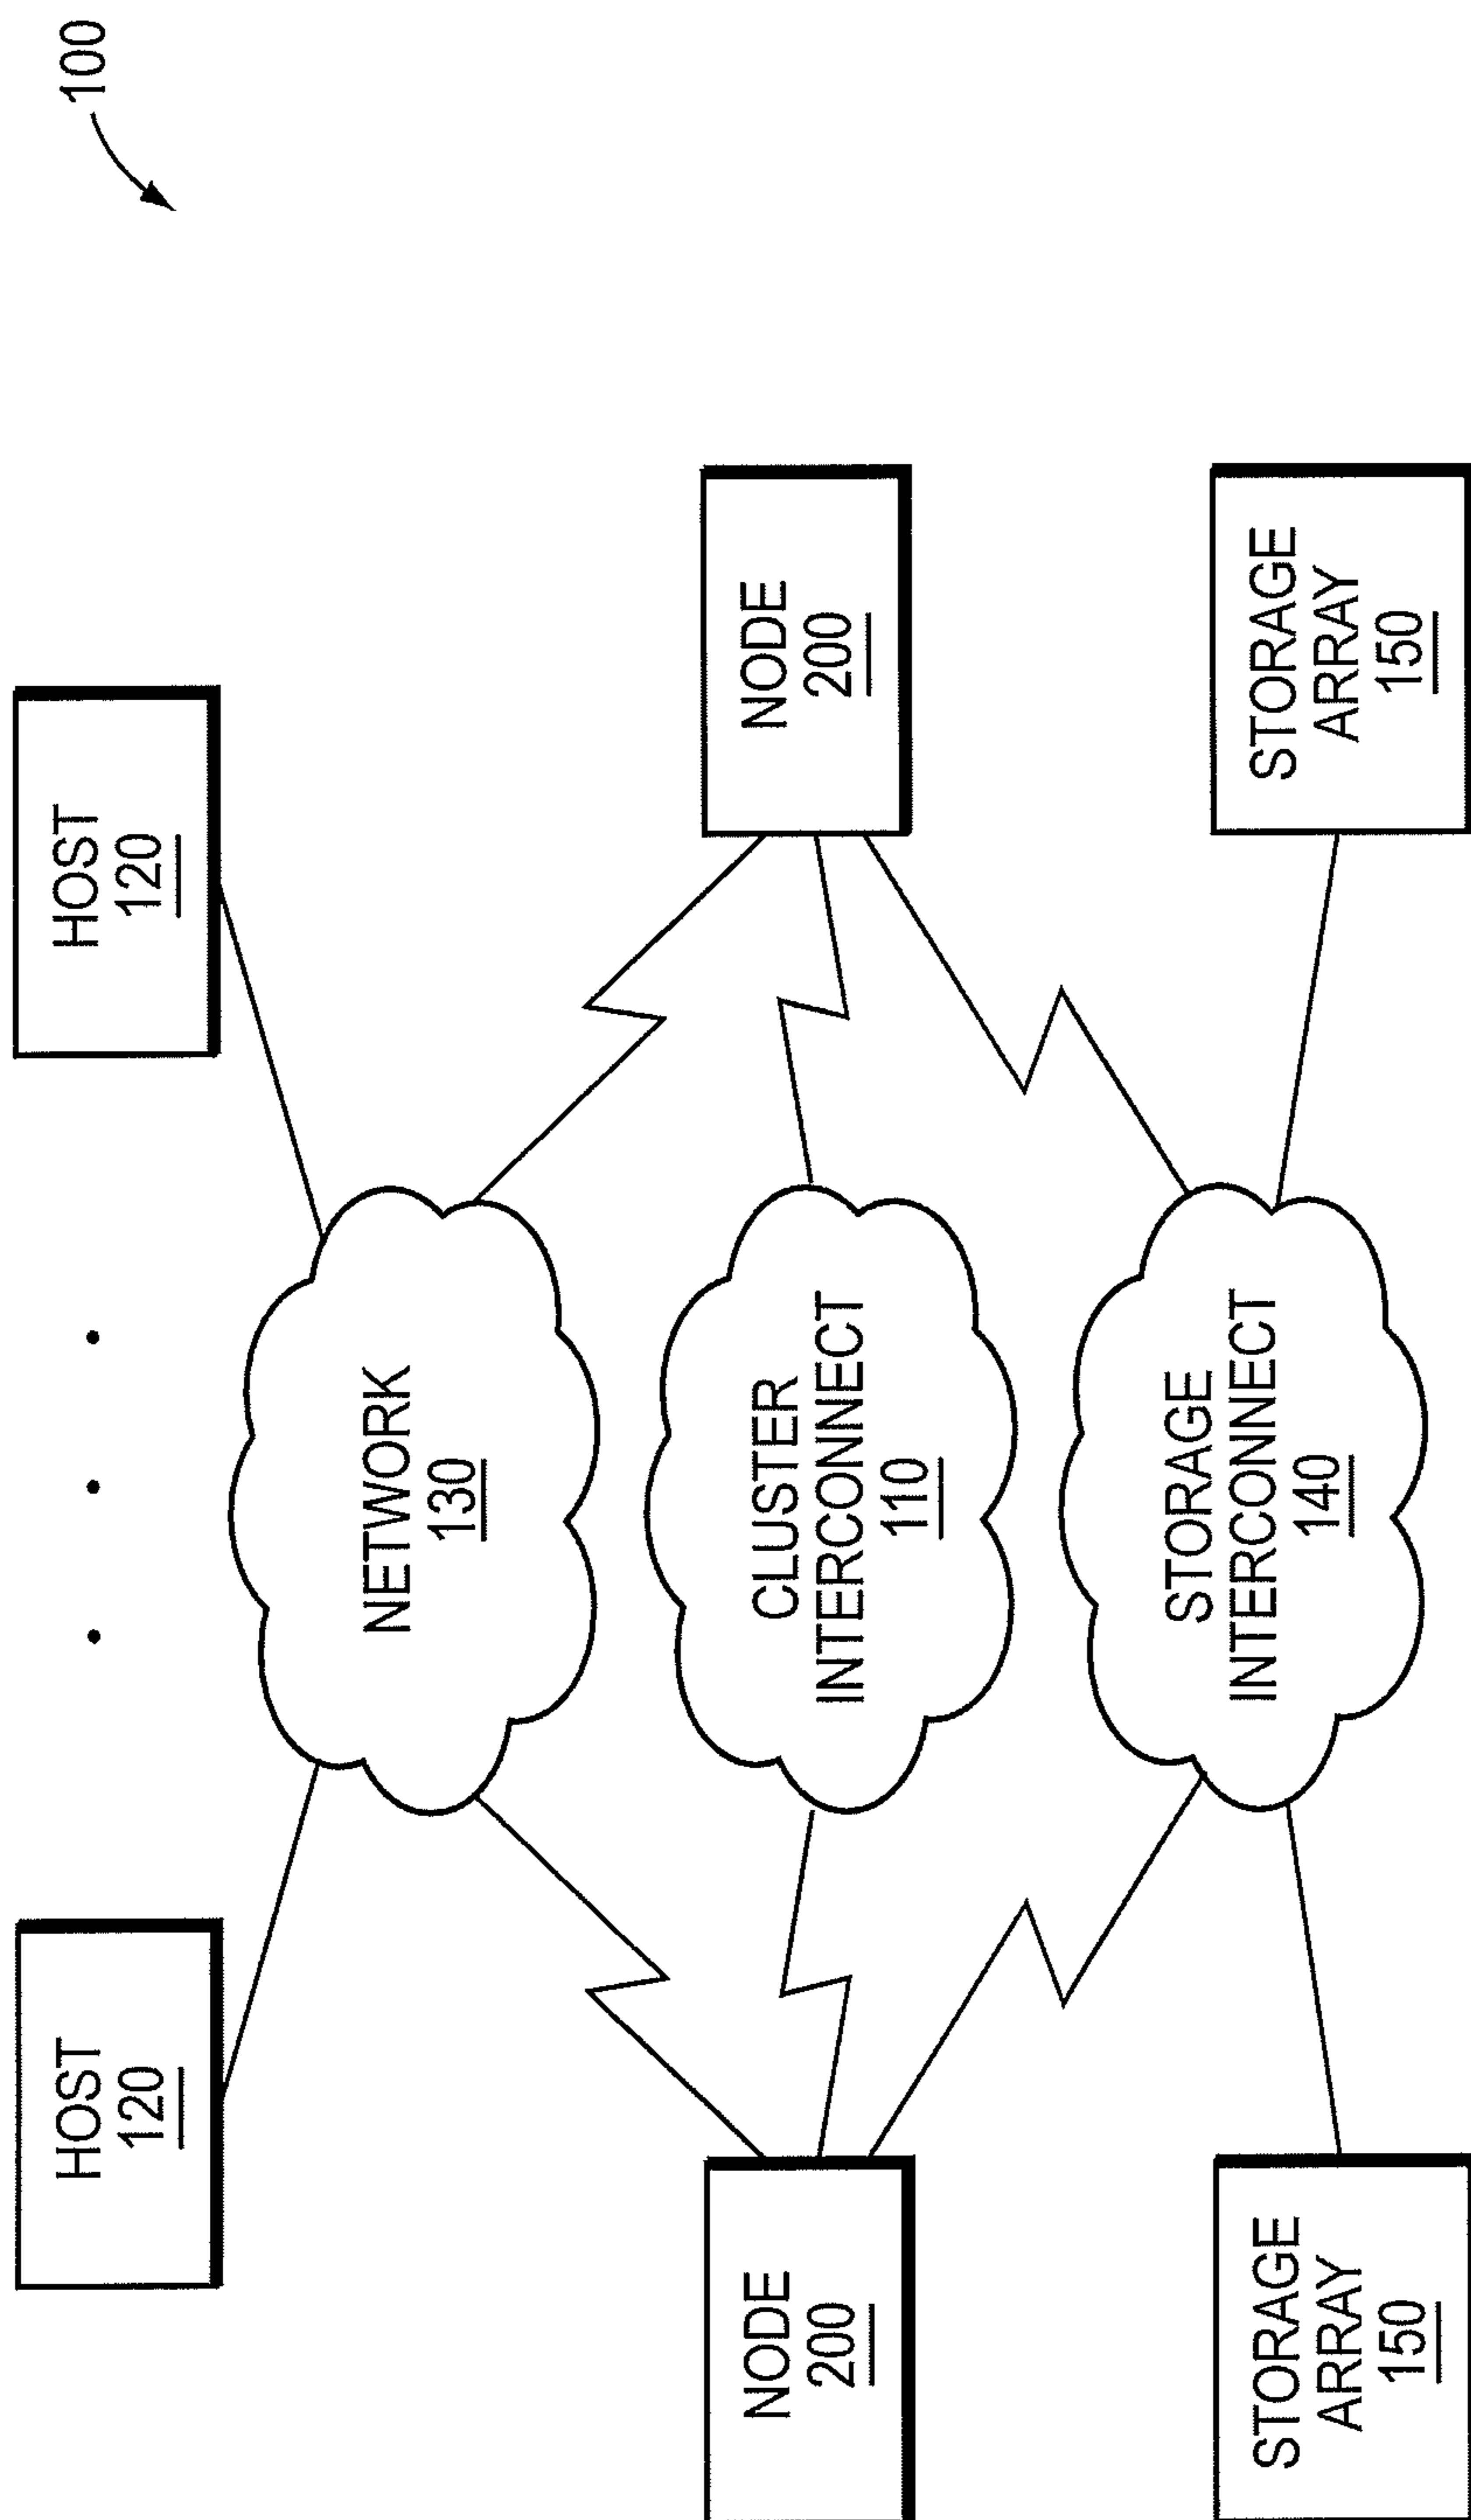 100
HOST
120
HOST
120
NETWORK
130
NODE
200
CLUSTER
INTERCONNECT
110
NODE
200
STORAGE
INTERCONNECT
140
STORAGE
ARRAY
150
STORAGE
ARRAY
150